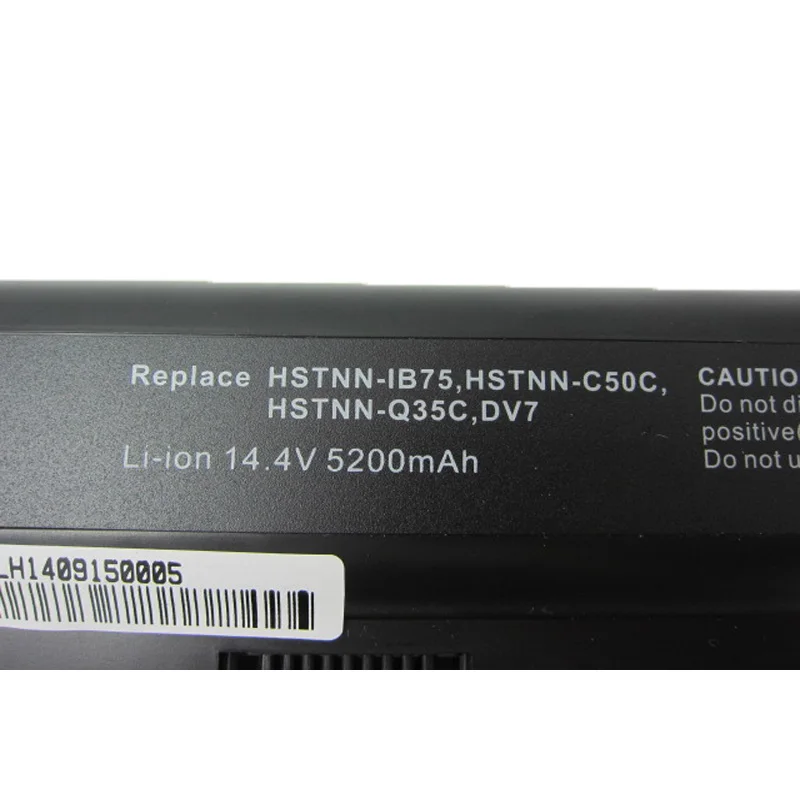 Replace HSTNN-IB75,HSTNN-C50C,
HSTNN-Q35C,DV7
Li-ion 14.4V 5200mAh
CAUTIO
Do not di
positive(
Do not u
LH1409150005